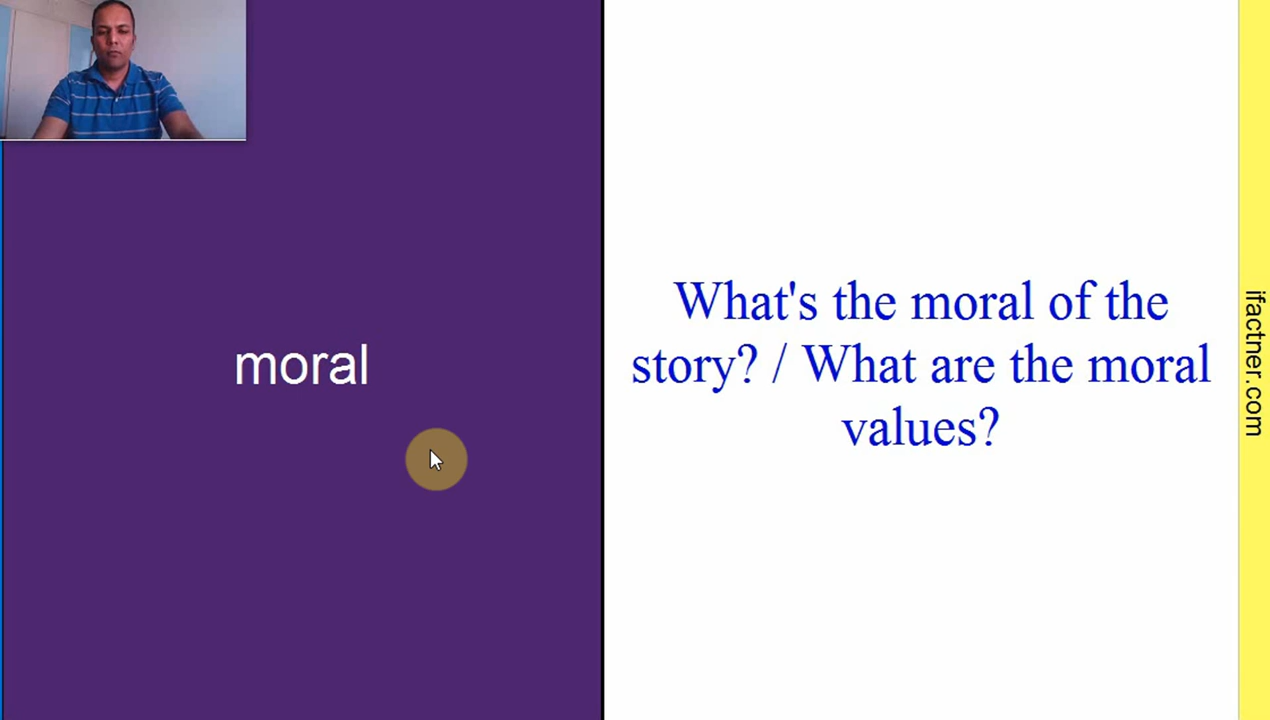 moral
What's the moral of the
story? / What are the moral
values?
ifactner.com